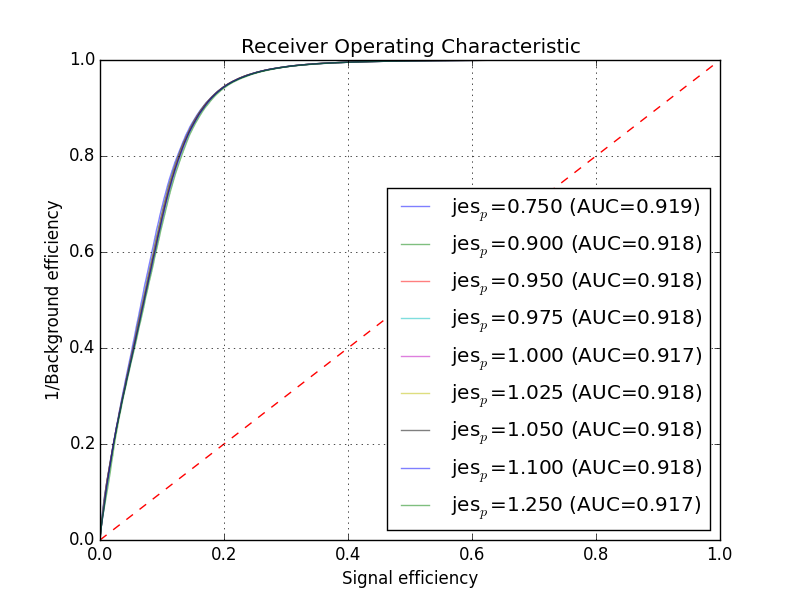 Receiver Operating Characteristic
1/Background efficiency
1.0
0.8
0.6
0.4
0.2
0.0
jes_p=0.750 (AUC=0.919)
jes_p=0.900 (AUC=0.918)
jes_p=0.950 (AUC=0.918)
jes_p=0.975 (AUC=0.918)
jes_p=1.000 (AUC=0.917)
jes_p=1.025 (AUC=0.918)
jes_p=1.050 (AUC=0.918)
jes_p=1.100 (AUC=0.918)
jes_p=1.250 (AUC=0.917)
0.0 0.2 0.4 0.6 0.8 1.0
Signal efficiency